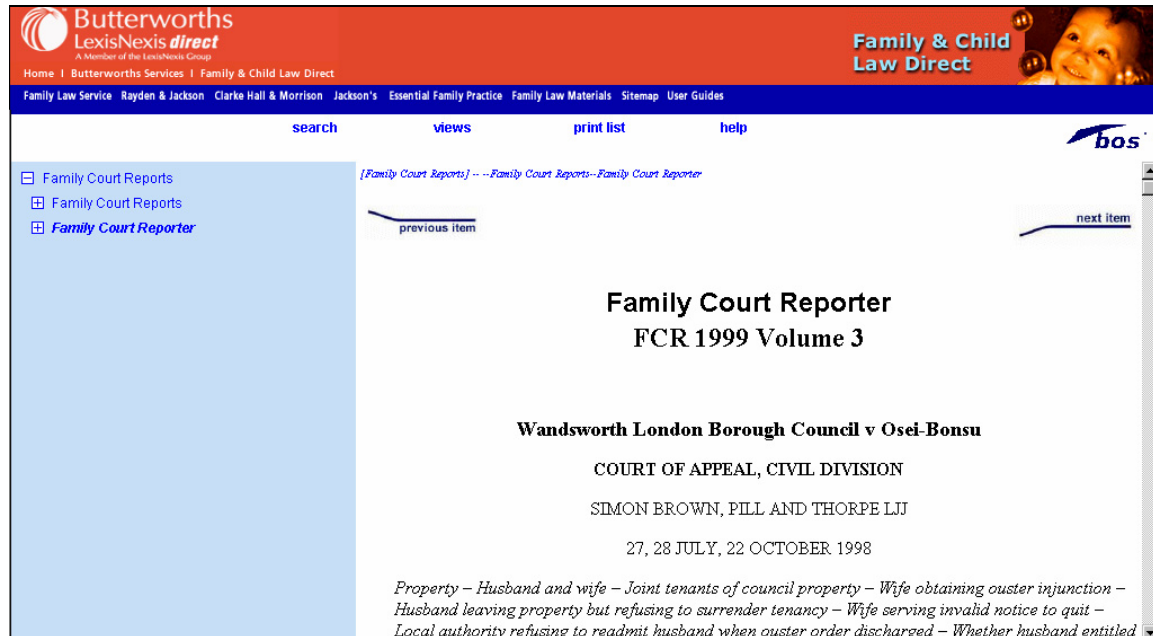 Butterworths
LexisNexis direct
A Member of the LexisNexis Group
Home | Butterworths Services | Family & Child Law Direct
Family & Child
Law Direct
Family Law Service Rayden & Jackson Clarke Hall & Morrison Jackson's Essential Family Practice Family Law Materials Sitemap User Guides
search views print list help
bos
Family Court Reports
Family Court Reports
Family Court Reporter
[Family Court Reports] -- --Family Court Reports--Family Court Reporter
previous item
next item
Family Court Reporter
FCR 1999 Volume 3
Wandsworth London Borough Council v Osei-Bonsu
COURT OF APPEAL, CIVIL DIVISION
SIMON BROWN, PILL AND THORPE LJJ
27, 28 JULY, 22 OCTOBER 1998
Property – Husband and wife – Joint tenants of council property – Wife obtaining ouster injunction –
Husband leaving property but refusing to surrender tenancy – Wife serving invalid notice to quit –
Local authority refusing to readmit husband when ouster order discharged – Whether husband entitled